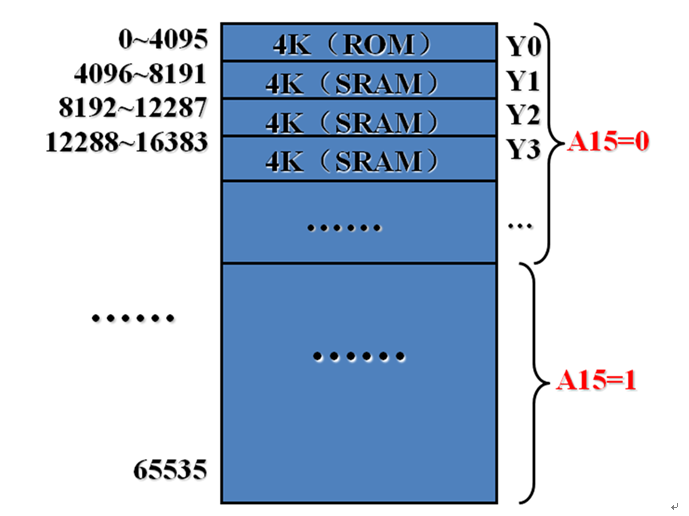 0~4095 4K（ROM） Y0
4096~8191 4K（SRAM） Y1
8192~12287 4K（SRAM） Y2
12288~16383 4K（SRAM） Y3
A15=0
…… …
…… ……
A15=1
65535